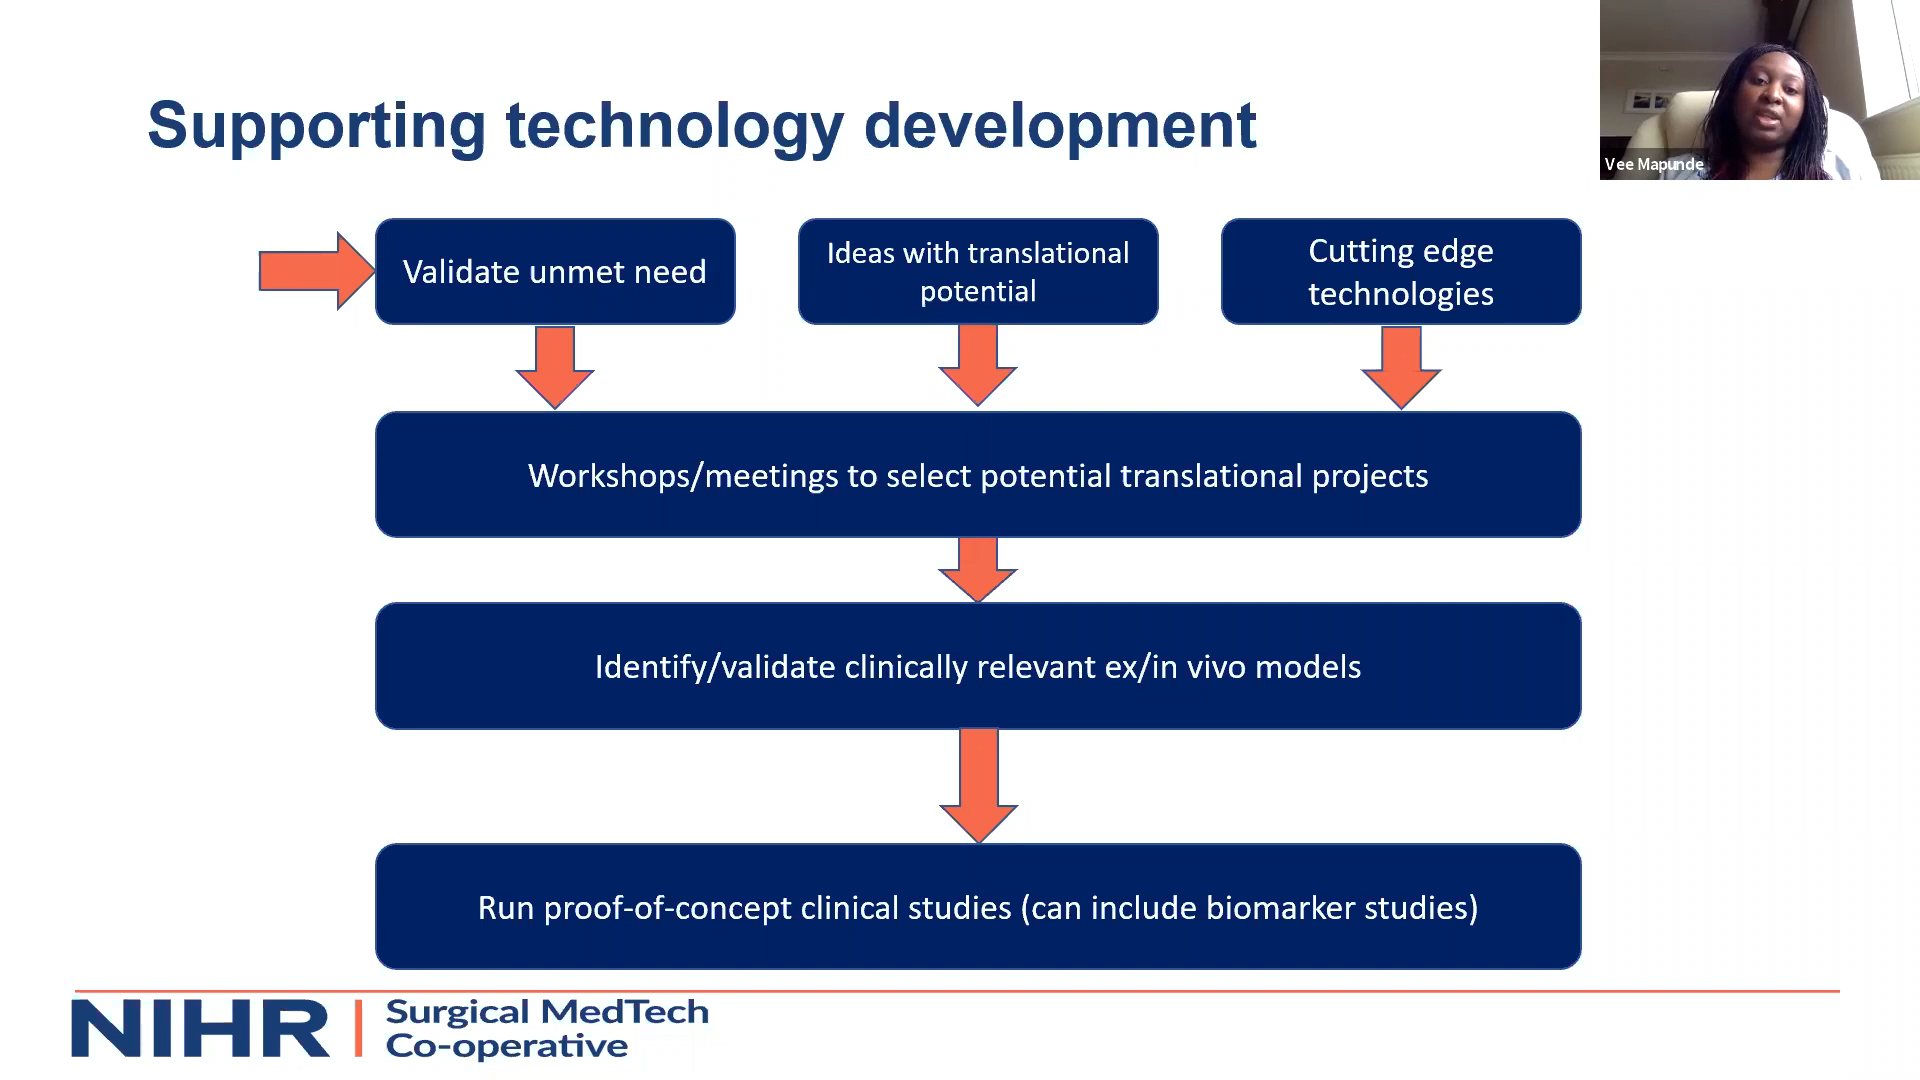 Supporting technology development
Vee Mapunde
Validate unmet need
Ideas with translational
potential
Cutting edge
technologies
Workshops/meetings to select potential translational projects
Identify/validate clinically relevant ex/in vivo models
Run proof-of-concept clinical studies (can include biomarker studies)
NIHR
Surgical MedTech
Co-operative